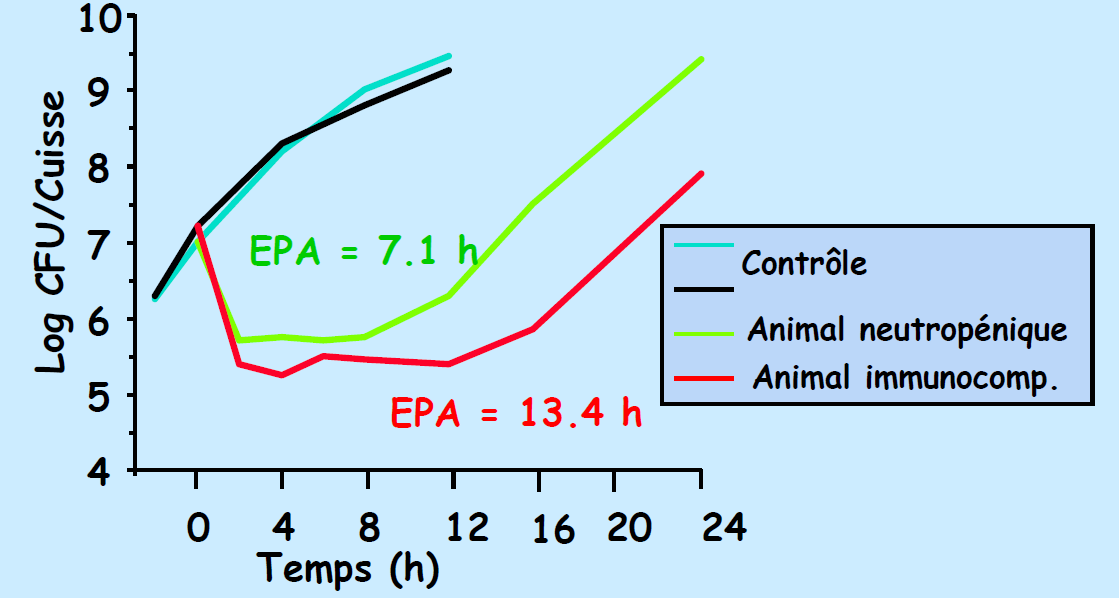 10
9
8
7
6
5
4
Log CFU/Cuisse
EPA = 7.1 h
EPA = 13.4 h
Contrôle
Animal neutropénique
Animal immunocomp.
0 4 8 12 16 20 24
Temps (h)